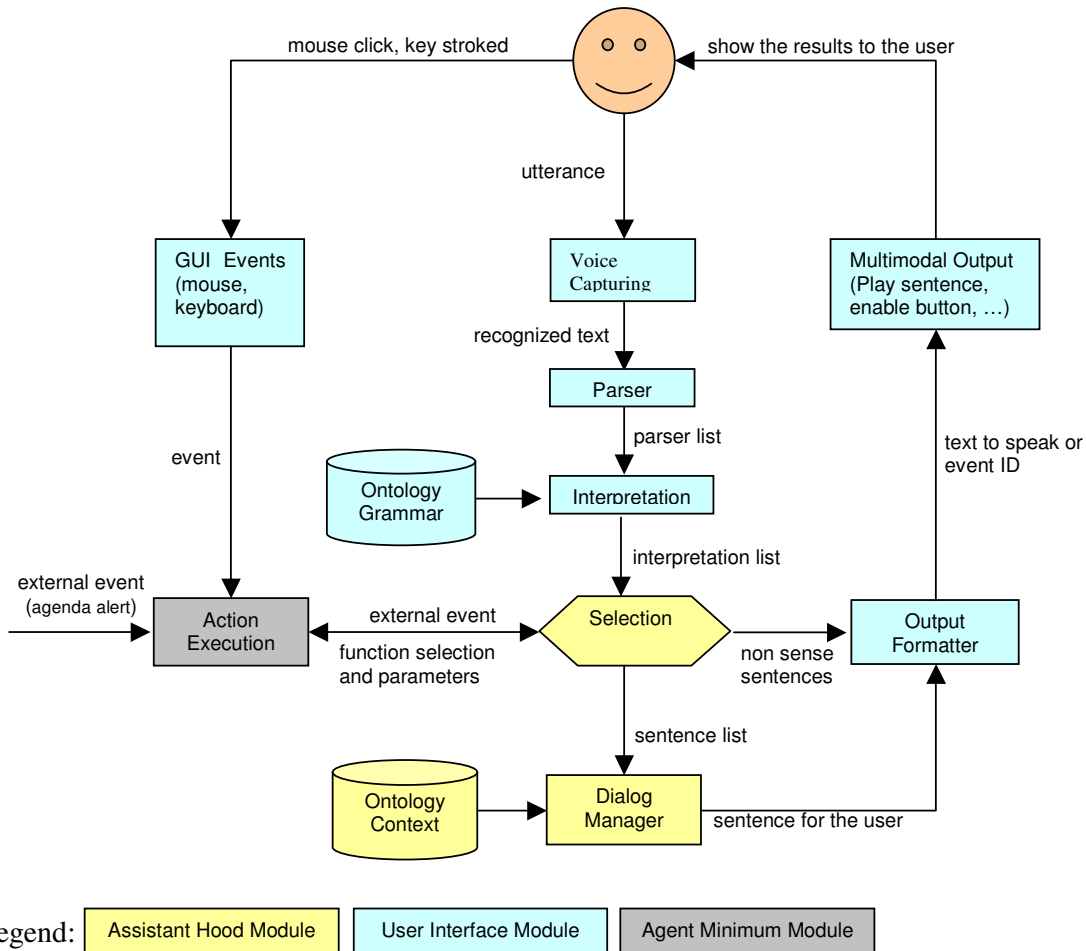 mouse click, key stroked
show the results to the user
utterance
GUI Events
(mouse,
keyboard)
Voice
Capturing
Multimodal Output
(Play sentence,
enable button, …)
recognized text
Parser
parser list
event
text to speak or
event ID
Ontology
Grammar
Interpretation
interpretation list
external event
(agenda alert)
Action
Execution
external event
function selection
and parameters
Selection
non sense
sentences
Output
Formatter
sentence list
Ontology
Context
Dialog
Manager
sentence for the user
egend:
Assistant Hood Module
User Interface Module
Agent Minimum Module